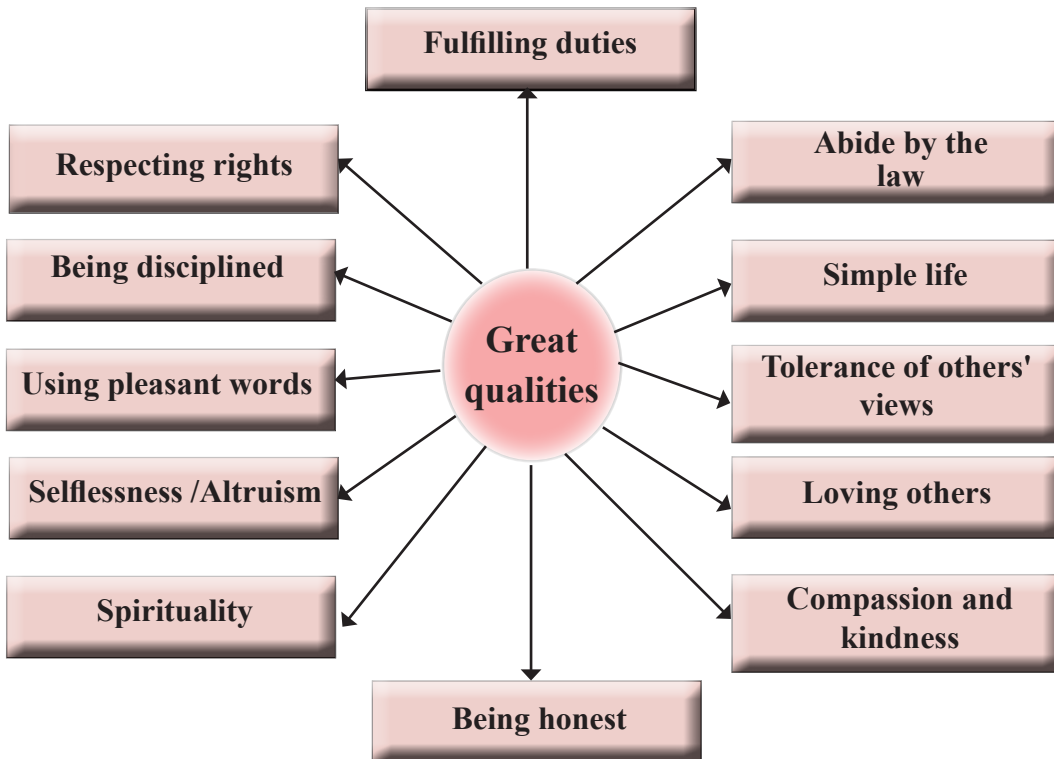 Fulfilling duties
Respecting rights
Abide by the
law
Being disciplined
Simple life
Great
qualities
Using pleasant words
Tolerance of others'
views
Selflessness /Altruism
Loving others
Spirituality
Compassion and
kindness
Being honest